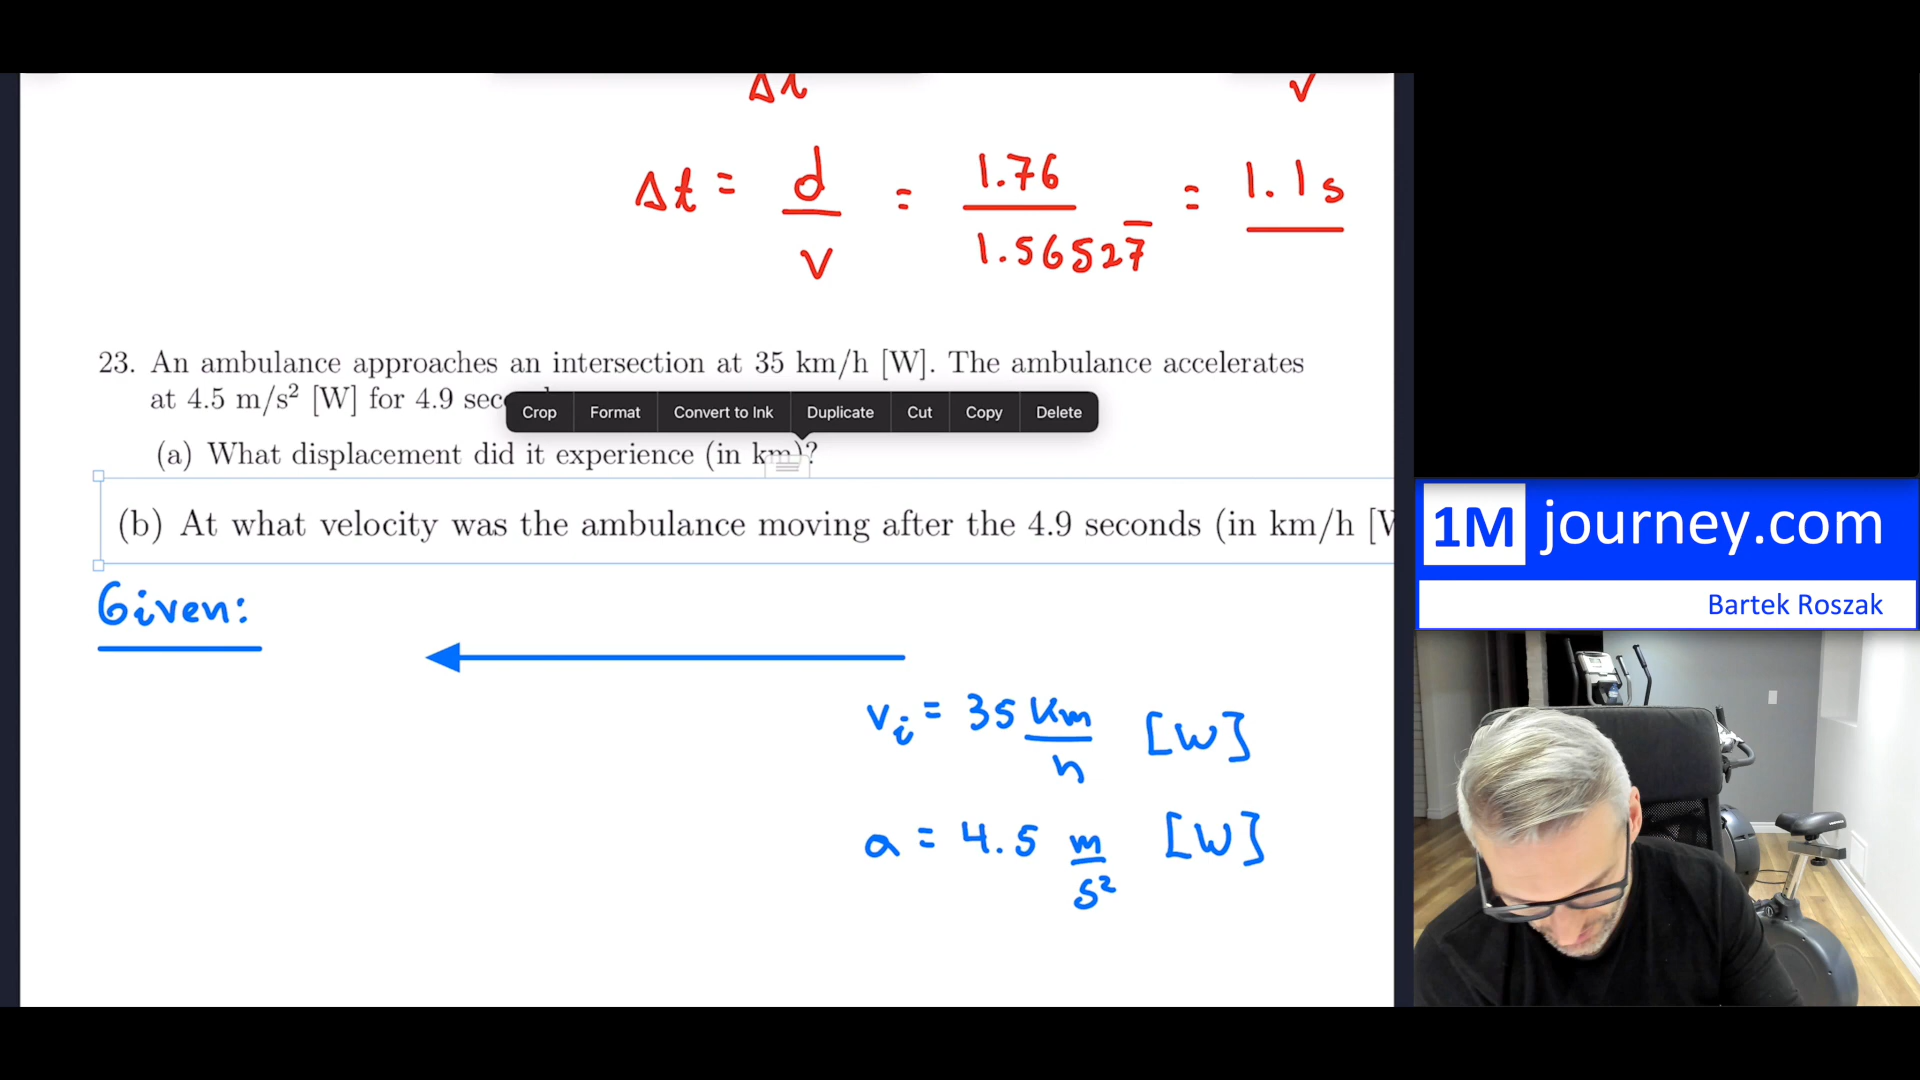 Δt = d/v = 1.76/1.56527̅ = 1.1s
v
23. An ambulance approaches an intersection at 35 km/h [W]. The ambulance accelerates
at 4.5 m/s² [W] for 4.9
Crop Format Convert to Ink Duplicate Cut Copy Delete
(a) What displacement did it experience (in km)?
(b) At what velocity was the ambulance moving after the 4.9 seconds (in km/h
Given:
vᵢ = 35 Km/h [W]
a = 4.5 m/s² [W]
1M journey.com
Bartek Roszak